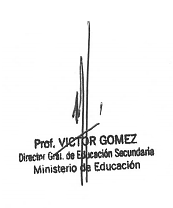 Prof. VICTOR GOMEZ
Director Gral. de Educación Secundaria
Ministerio de Educación